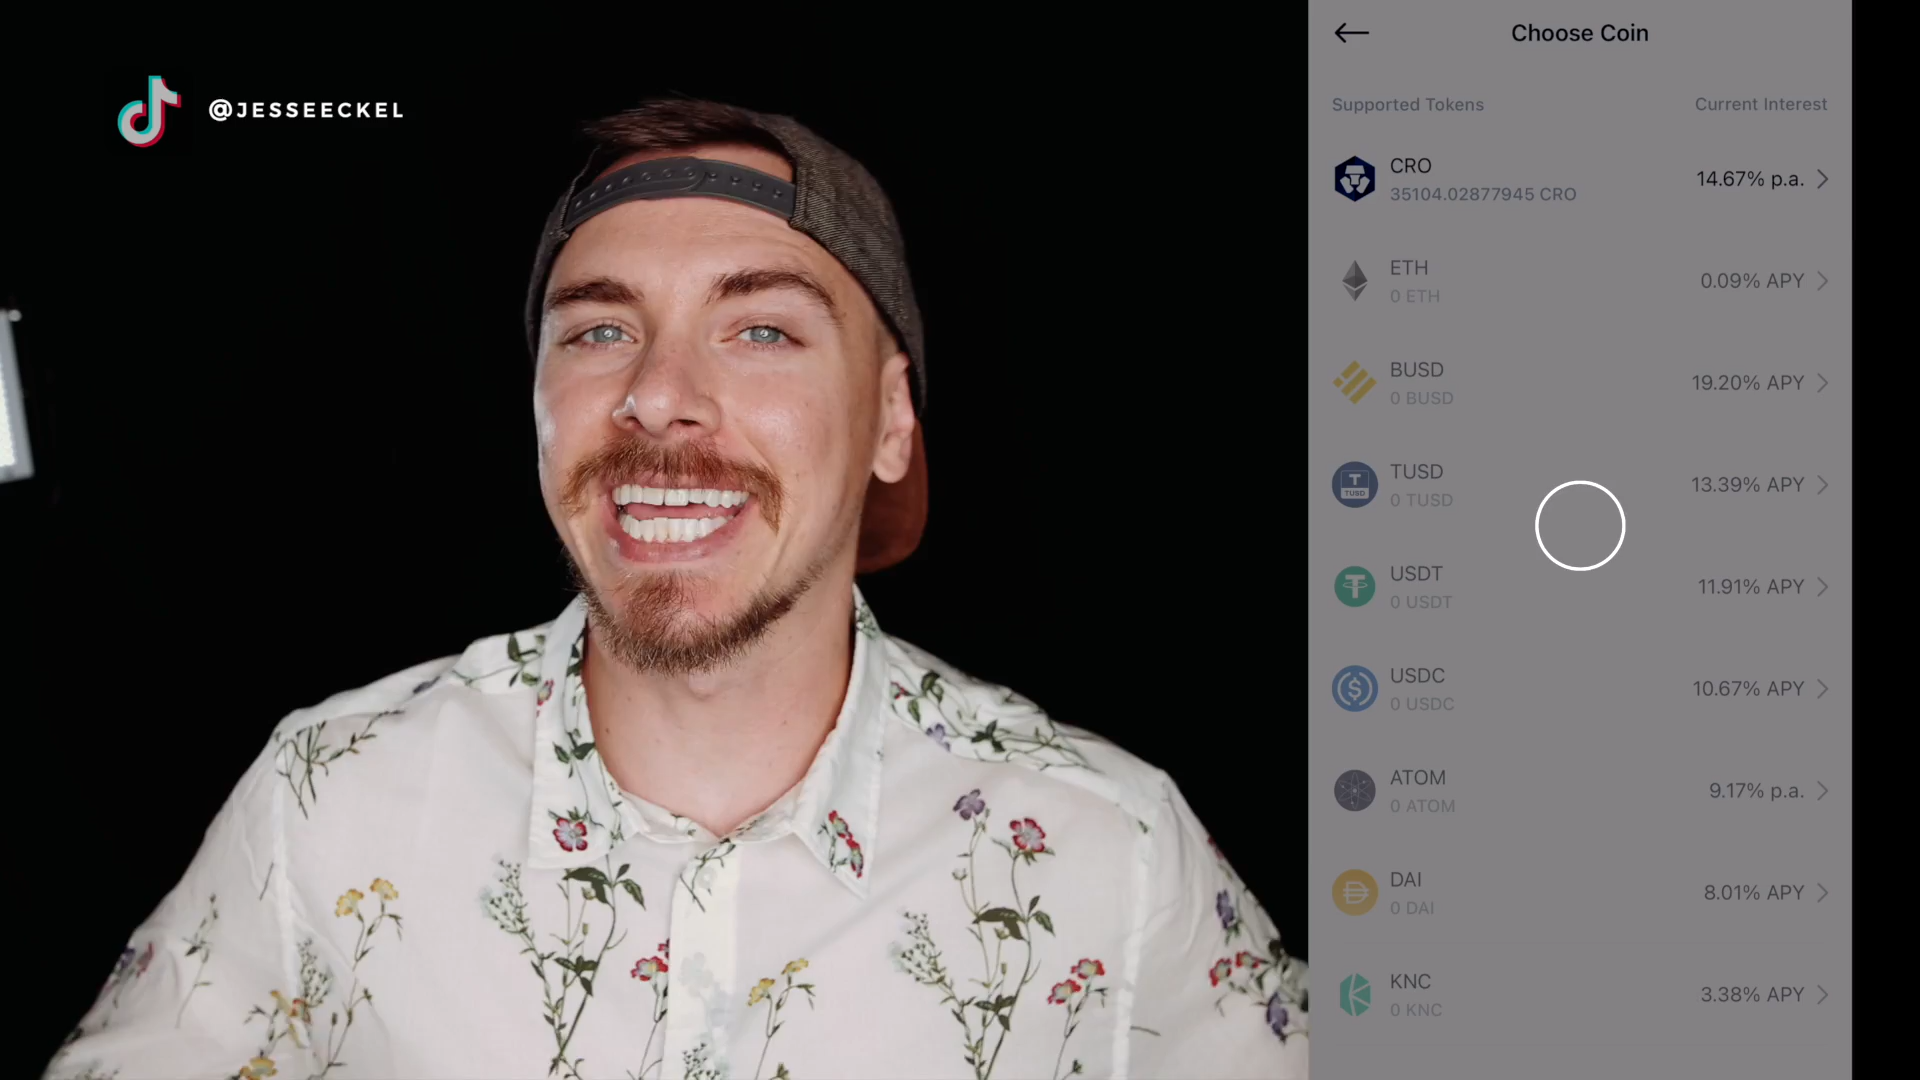 @JESSEECKEL
Choose Coin
Supported Tokens Current Interest
CRO
35104.02877945 CRO
14.67% p.a.
ETH
0 ETH
0.09% APY
BUSD
0 BUSD
19.20% APY
TUSD
0 TUSD
13.39% APY
T
TUSD
USDT
0 USDT
11.91% APY
USDC
0 USDC
10.67% APY
ATOM
0 ATOM
9.17% p.a.
DAI
0 DAI
8.01% APY
KNC
0 KNC
3.38% APY